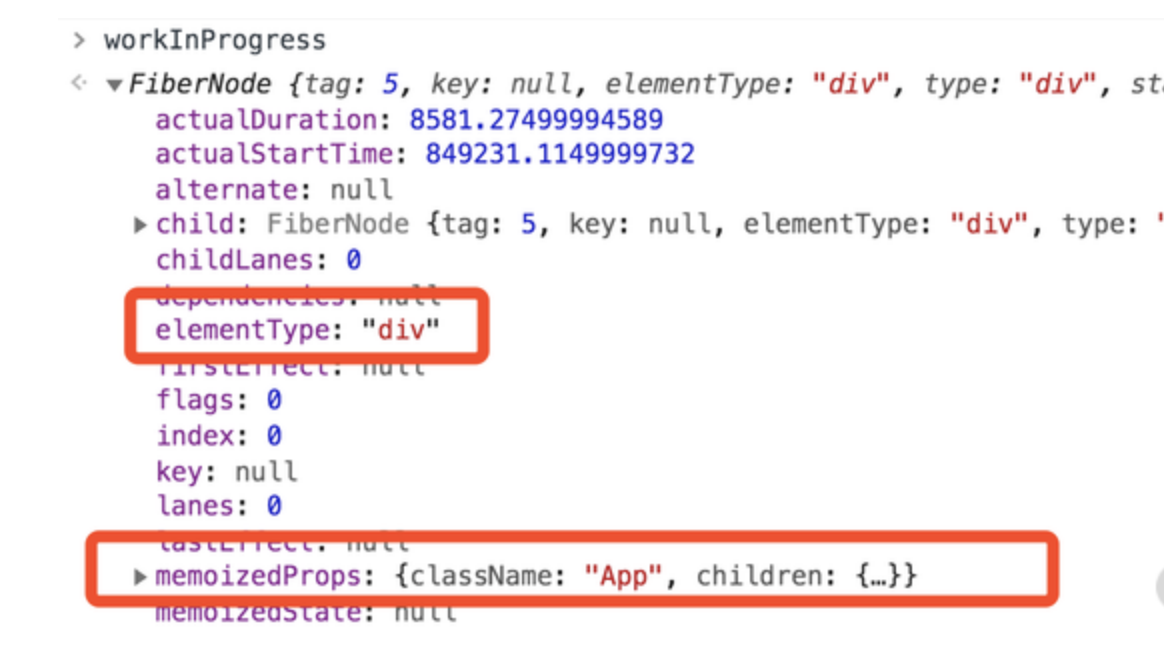 > workInProgress
<· ▼FiberNode {tag: 5, key: null, elementType: "div", type: "div", st
actualDuration: 8581.27499994589
actualStartTime: 849231.1149999732
alternate: null
▶child: FiberNode {tag: 5, key: null, elementType: "div", type: "
childLanes: 0
dependencies: null
elementType: "div"
firstEffect: null
flags: 0
index: 0
key: null
lanes: 0
lastEffect: null
▶memoizedProps: {className: "App", children: {…}}
memoizedState: null